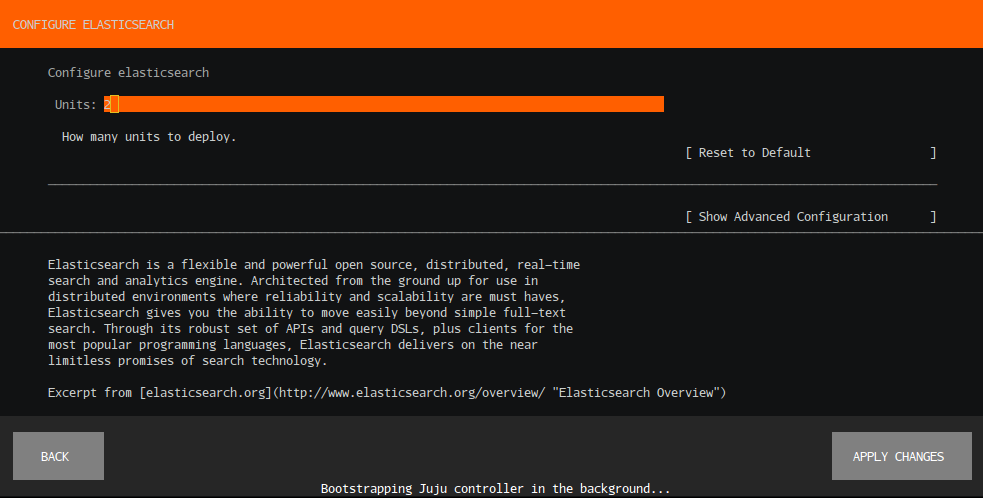 CONFIGURE ELASTICSEARCH
Configure elasticsearch
Units: 2
How many units to deploy.
[ Reset to Default ]
[ Show Advanced Configuration ]
Elasticsearch is a flexible and powerful open source, distributed, real-time
search and analytics engine. Architected from the ground up for use in
distributed environments where reliability and scalability are must haves,
Elasticsearch gives you the ability to move easily beyond simple full-text
search. Through its robust set of APIs and query DSLs, plus clients for the
most popular programming languages, Elasticsearch delivers on the near
limitless promises of search technology.
Excerpt from [elasticsearch.org](http://www.elasticsearch.org/overview/ "Elasticsearch Overview")
BACK
APPLY CHANGES
Bootstrapping Juju controller in the background...